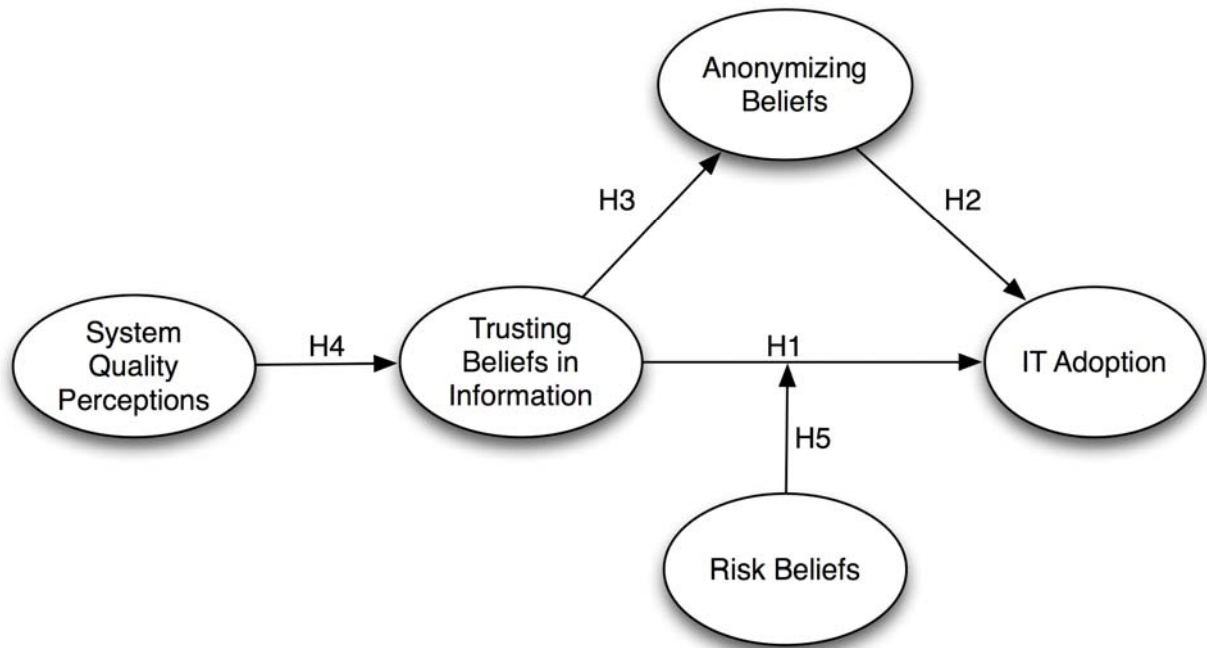 Anonymizing
Beliefs
H3
H2
System
Quality
Perceptions
H4
Trusting
Beliefs in
Information
H1
IT Adoption
H5
Risk Beliefs